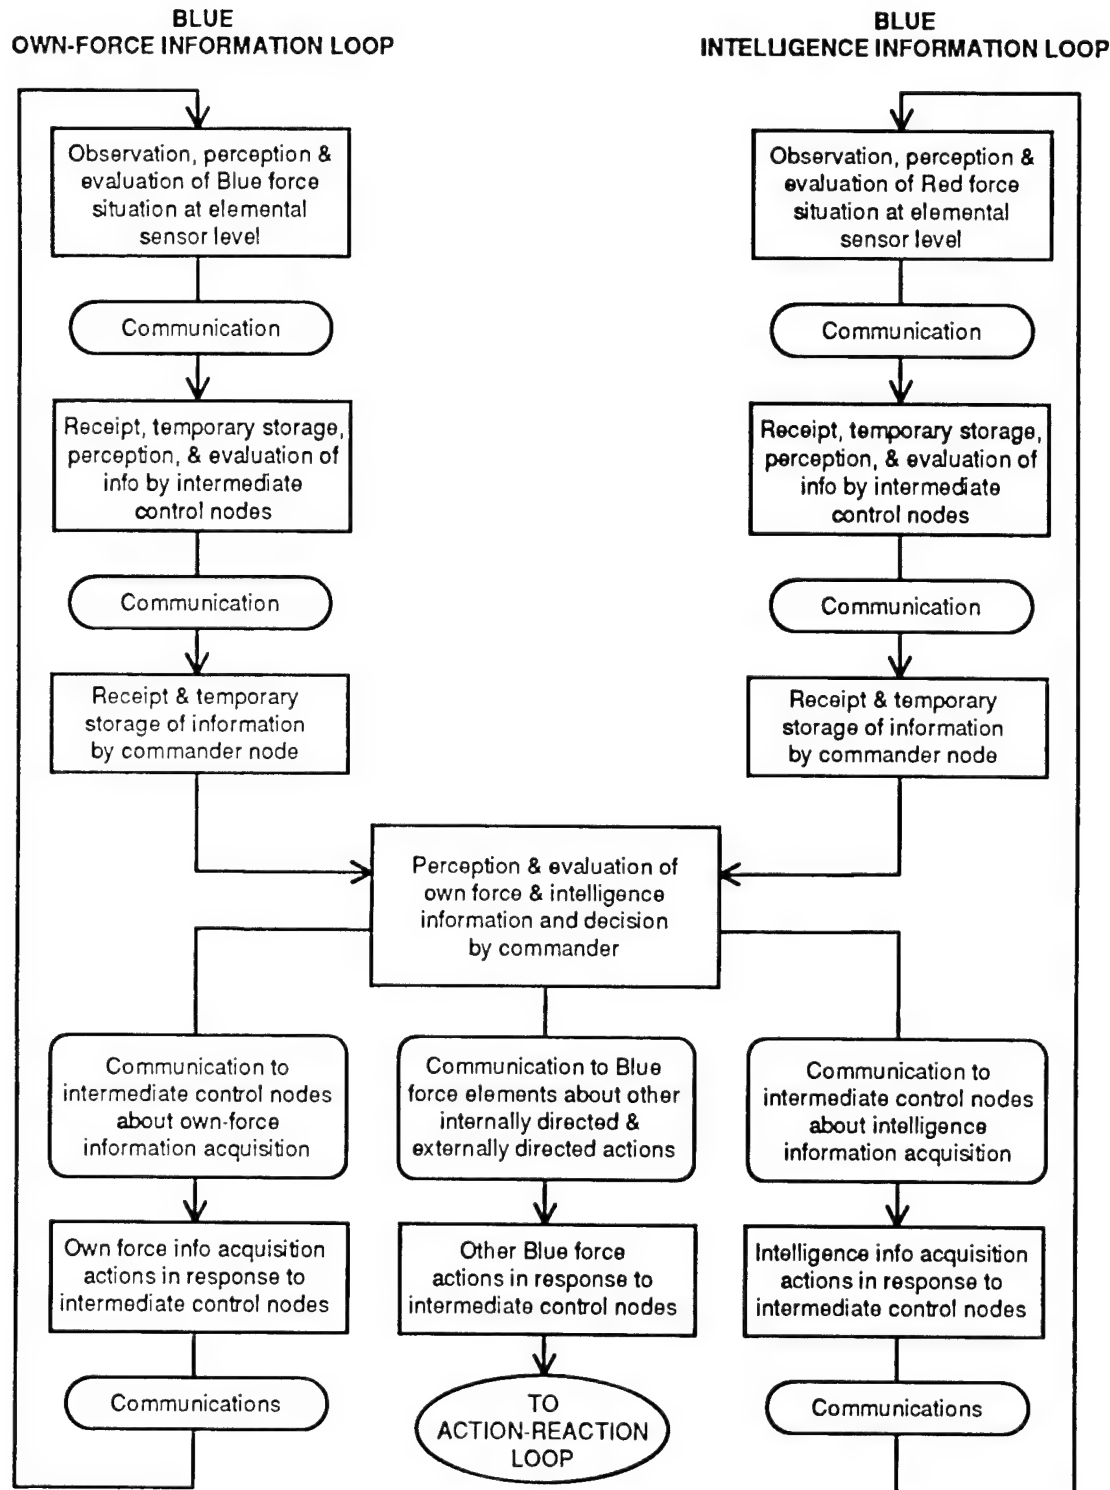 BLUE
OWN-FORCE INFORMATION LOOP
BLUE
INTELLIGENCE INFORMATION LOOP
Observation, perception &
evaluation of Blue force
situation at elemental
sensor level
Observation, perception &
evaluation of Red force
situation at elemental
sensor level
Communication
Communication
Receipt, temporary storage,
perception, & evaluation of
info by intermediate
control nodes
Receipt, temporary storage,
perception, & evaluation of
info by intermediate
control nodes
Communication
Communication
Receipt & temporary
storage of information
by commander node
Receipt & temporary
storage of information
by commander node
Perception & evaluation of
own force & intelligence
information and decision
by commander
Communication to
intermediate control nodes
about own-force
information acquisition
Communication to Blue
force elements about other
internally directed &
externally directed actions
Communication to
intermediate control nodes
about intelligence
information acquisition
Own force info acquisition
actions in response to
intermediate control nodes
Other Blue force
actions in response to
intermediate control nodes
Intelligence info acquisition
actions in response to
intermediate control nodes
Communications
TO
ACTION-REACTION
LOOP
Communications